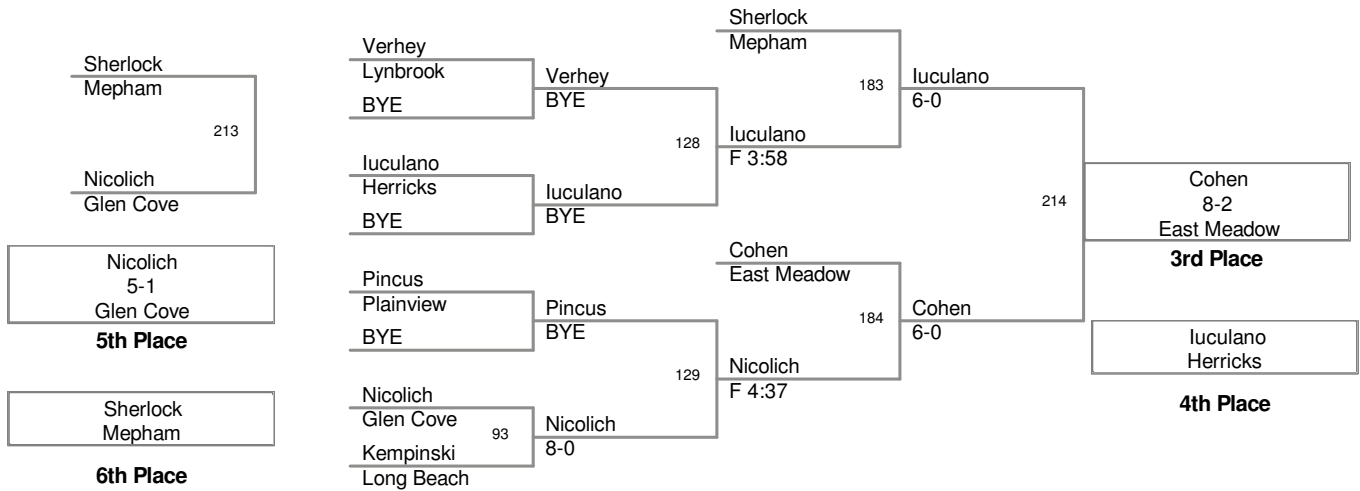 Sherlock
Mepham
213
Nicolich
Glen Cove
Nicolich
5-1
Glen Cove
5th Place
Sherlock
Mepham
6th Place
Verhey
Lynbrook
BYE
Iuculano
Herricks
BYE
Pincus
Plainview
BYE
Nicolich
Glen Cove
93
Kempinski
Long Beach
Verhey
BYE
Iuculano
BYE
Pincus
BYE
Nicolich
8-0
128
129
Sherlock
Mepham
Iuculano
F 3:58
Cohen
East Meadow
Nicolich
F 4:37
183
184
Iuculano
6-0
Cohen
6-0
214
Cohen
8-2
East Meadow
3rd Place
Iuculano
Herricks
4th Place